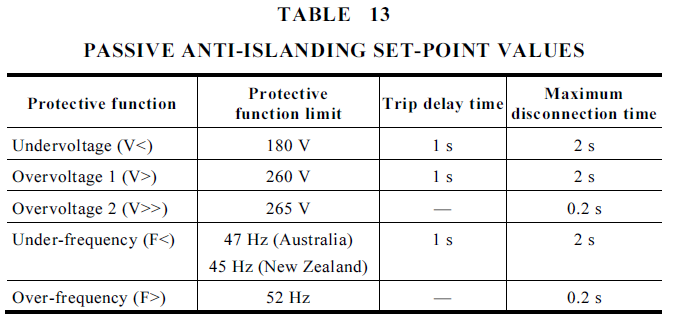 TABLE 13
PASSIVE ANTI-ISLANDING SET-POINT VALUES
Protective function Protective function limit Trip delay time Maximum disconnection time
Undervoltage (V<) 180 V 1 s 2 s
Overvoltage 1 (V>) 260 V 1 s 2 s
Overvoltage 2 (V>>) 265 V — 0.2 s
Under-frequency (F<) 47 Hz (Australia) 1 s 2 s
45 Hz (New Zealand)
Over-frequency (F>) 52 Hz — 0.2 s